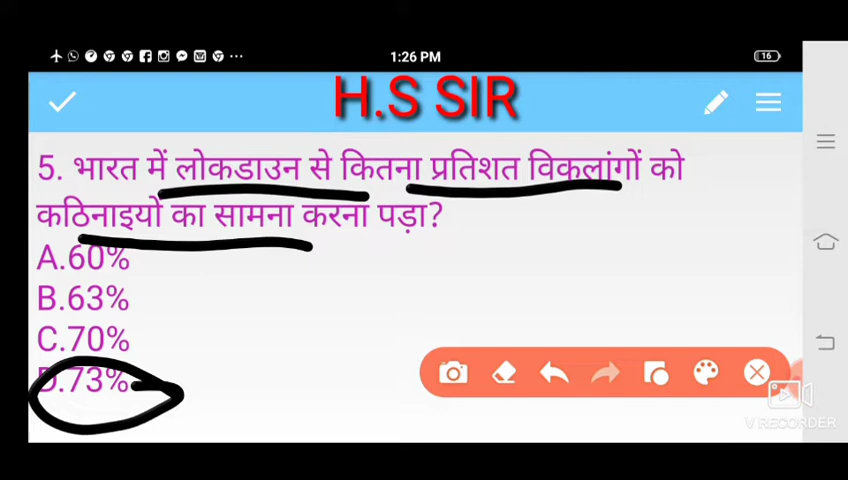 1:26 PM
16
H.S SIR
5. भारत में लोकडाउन से कितना प्रतिशत विकलांगों को
कठिनाइयो का सामना करना पड़ा?
A.60%
B.63%
C.70%
D.73%
V RECORDER